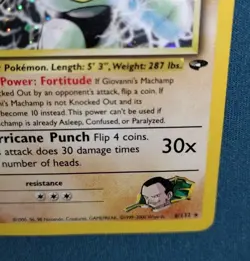 Pokémon. Length: 5' 3", Weight: 287 lbs.
Power: Fortitude If Giovanni's Machamp
cked Out by an opponent's attack, flip a coin. If
i's Machamp is not Knocked Out and its
become 10 instead. This power can't be used if
champ is already Asleep, Confused, or Paralyzed.
rricane Punch Flip 4 coins.
s attack does 30 damage times
number of heads.
30x
resistance
6/132